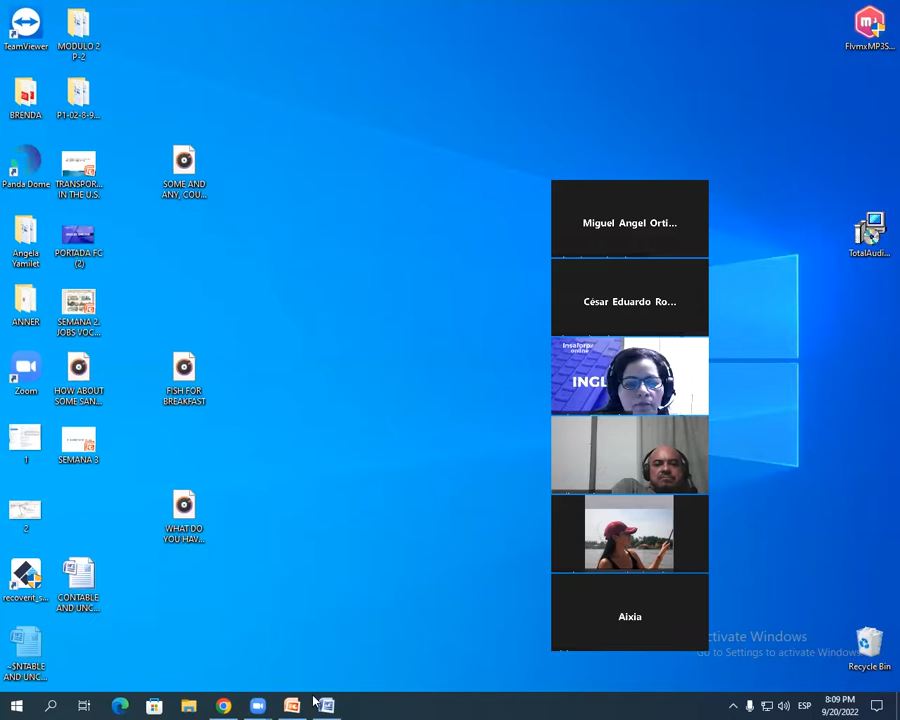 TeamViewer
MODULO 2
P-2
FlvmxMP3S...
BRENDA
P1-02-8-9...
Panda Dome
TRANSPOR...
IN THE U.S.
SOME AND
ANY, COU...
Angela
Yamilet
PORTADA FC
(2)
TotalAudi...
ANNER
SEMANA 2.
JOBS VOC...
Zoom
HOW ABOUT
SOME SAN...
FISH FOR
BREAKFAST
1
SEMANA 3
2
WHAT DO
YOU HAV...
recoverit_s...
CONTABLE
AND UNC...
~$NTABLE
AND UNC...
Recycle Bin
Miguel Angel Orti...
César Eduardo Ro...
Insaforp
online
INGL
Aixia
Activate Windows
Go to Settings to activate Windows.
ESP
8:09 PM
9/20/2022